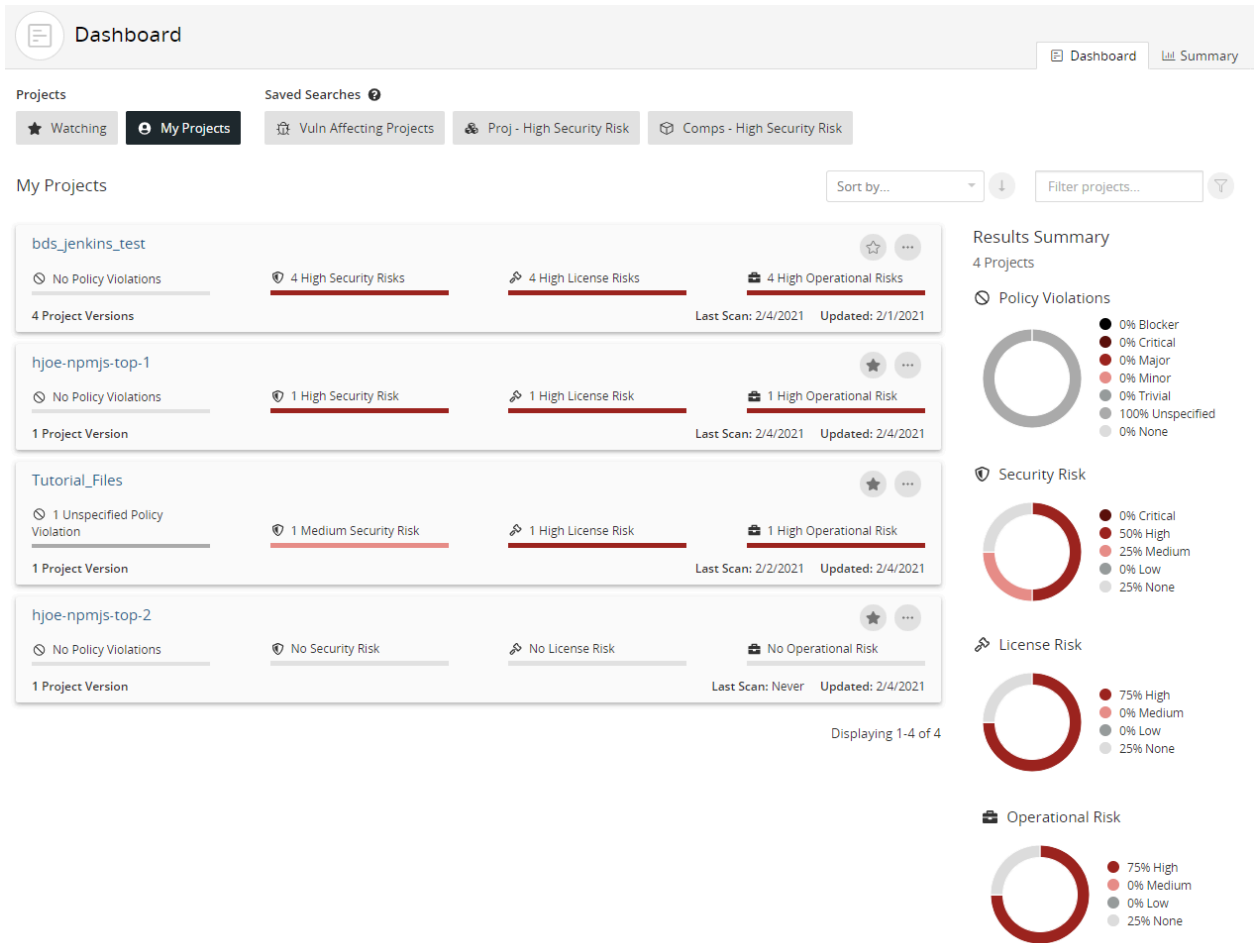 Dashboard
Dashboard
Summary
Projects
Saved Searches ?
Watching
My Projects
Vuln Affecting Projects
Proj - High Security Risk
Comps - High Security Risk
My Projects
Sort by...
Filter projects...
bds_jenkins_test
No Policy Violations
4 High Security Risks
4 High License Risks
4 High Operational Risks
4 Project Versions
Last Scan: 2/4/2021
Updated: 2/1/2021
hjoe-npmjs-top-1
No Policy Violations
1 High Security Risk
1 High License Risk
1 High Operational Risk
1 Project Version
Last Scan: 2/4/2021
Updated: 2/4/2021
Tutorial_Files
1 Unspecified Policy
Violation
1 Medium Security Risk
1 High License Risk
1 High Operational Risk
1 Project Version
Last Scan: 2/2/2021
Updated: 2/4/2021
hjoe-npmjs-top-2
No Policy Violations
No Security Risk
No License Risk
No Operational Risk
1 Project Version
Last Scan: Never
Updated: 2/4/2021
Displaying 1-4 of 4
Results Summary
4 Projects
Policy Violations
0% Blocker
0% Critical
0% Major
0% Minor
0% Trivial
100% Unspecified
0% None
Security Risk
0% Critical
50% High
25% Medium
0% Low
25% None
License Risk
75% High
0% Medium
0% Low
25% None
Operational Risk
75% High
0% Medium
0% Low
25% None